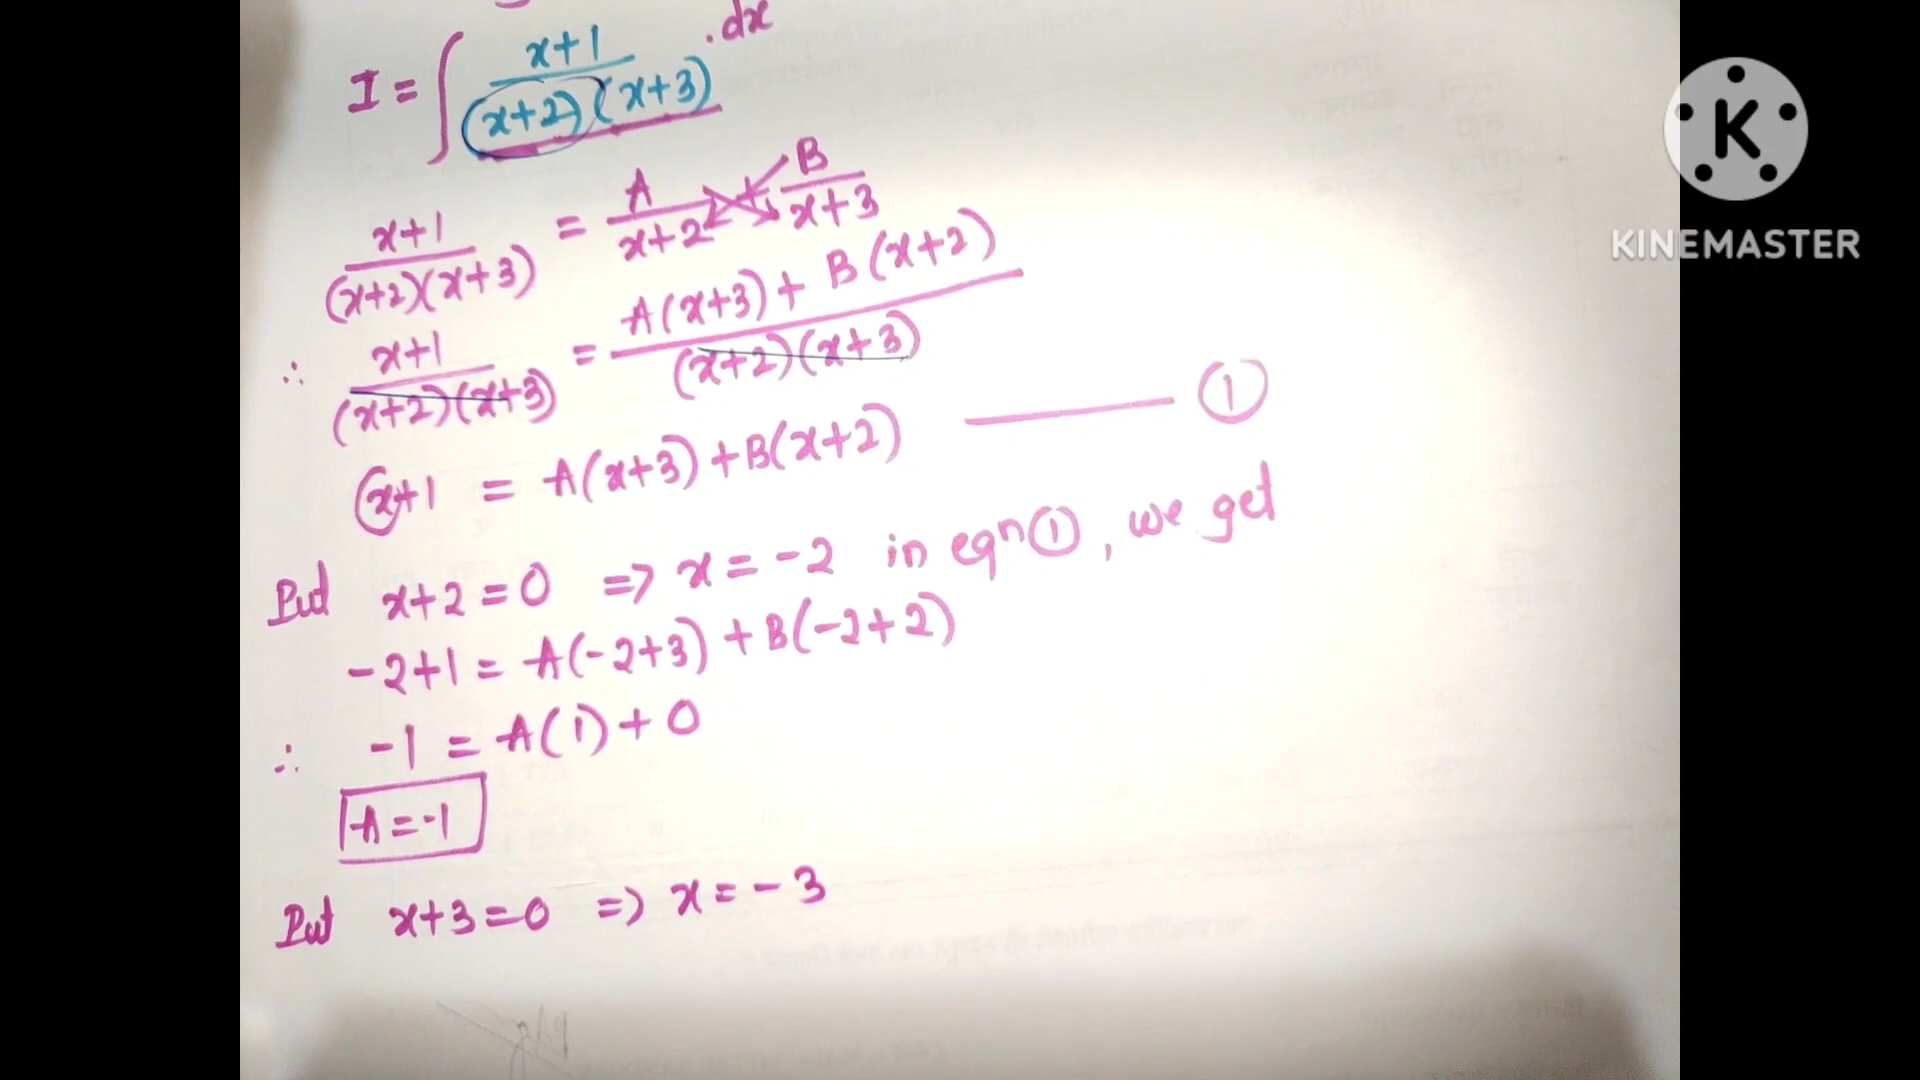 I = ∫ x+1 / (x+2)(x+3) . dx
x+1 / (x+2)(x+3) = A / x+2 + B / x+3
∴ x+1 / (x+2)(x+3) = A(x+3) + B(x+2) / (x+2)(x+3)
x+1 = A(x+3) + B(x+2) —— ①
Put x+2 = 0 => x = -2 in eqn ①, we get
-2+1 = A(-2+3) + B(-2+2)
∴ -1 = A(1) + 0
A = -1
Put x+3 = 0 => x = -3
K
KINEMASTER